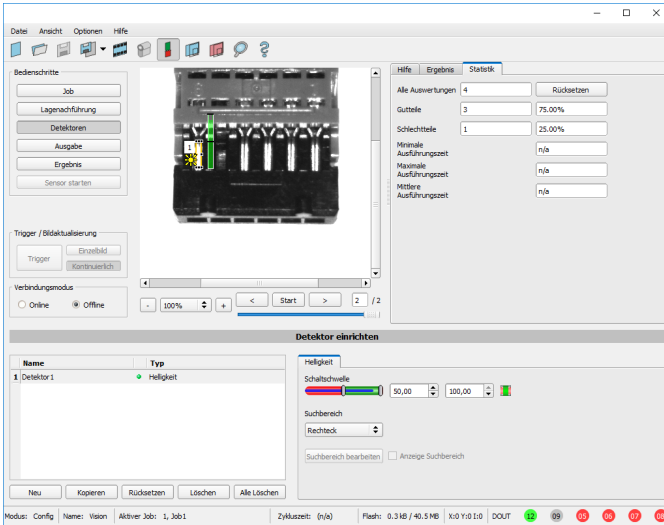 Datei Ansicht Optionen Hilfe
Bedienschritte
Job
Lagenachführung
Detektoren
Ausgabe
Ergebnis
Sensor starten
Trigger / Bildaktualisierung
Trigger
Einzelbild
Kontinuierlich
Verbindungsmodus
Online Offline
1
- 100% + < Start > 2 /2
Hilfe Ergebnis Statistik
Alle Auswertungen 4 Rücksetzen
Gutteile 3 75.00%
Schlechtteile 1 25.00%
Minimale
Ausführungszeit n/a
Maximale
Ausführungszeit n/a
Mittlere
Ausführungszeit n/a
Detektor einrichten
Name Typ
1 Detektor1 Helligkeit
Neu Kopieren Rücksetzen Löschen Alle Löschen
Helligkeit
Schaltschwelle
50,00 100,00
Suchbereich
Rechteck
Suchbereich bearbeiten Anzeige Suchbereich
Modus: Config Name: Vision Aktiver Job: 1, Job1 Zykluszeit: (n/a) Flash: 0.3 kB / 40.5 MB X:0 Y:0 I:0 DOUT 12 09 05 06 07 08